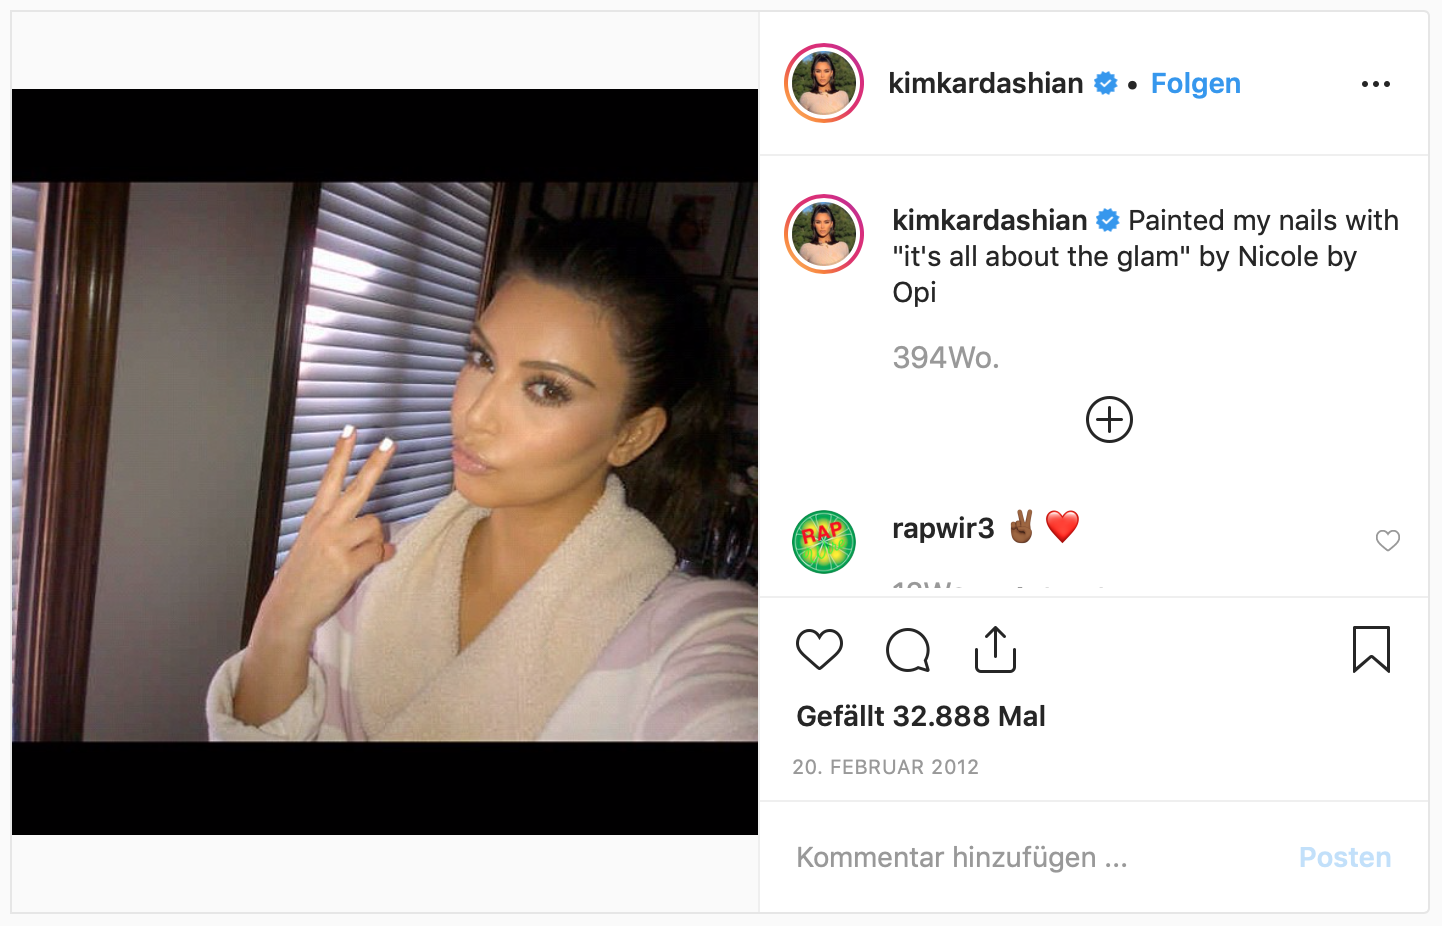 kimkardashian • Folgen
kimkardashian Painted my nails with
"it's all about the glam" by Nicole by
Opi
394Wo.
RAP
rapwir3 ✌🏾❤️
Gefällt 32.888 Mal
20. FEBRUAR 2012
Kommentar hinzufügen ... Posten